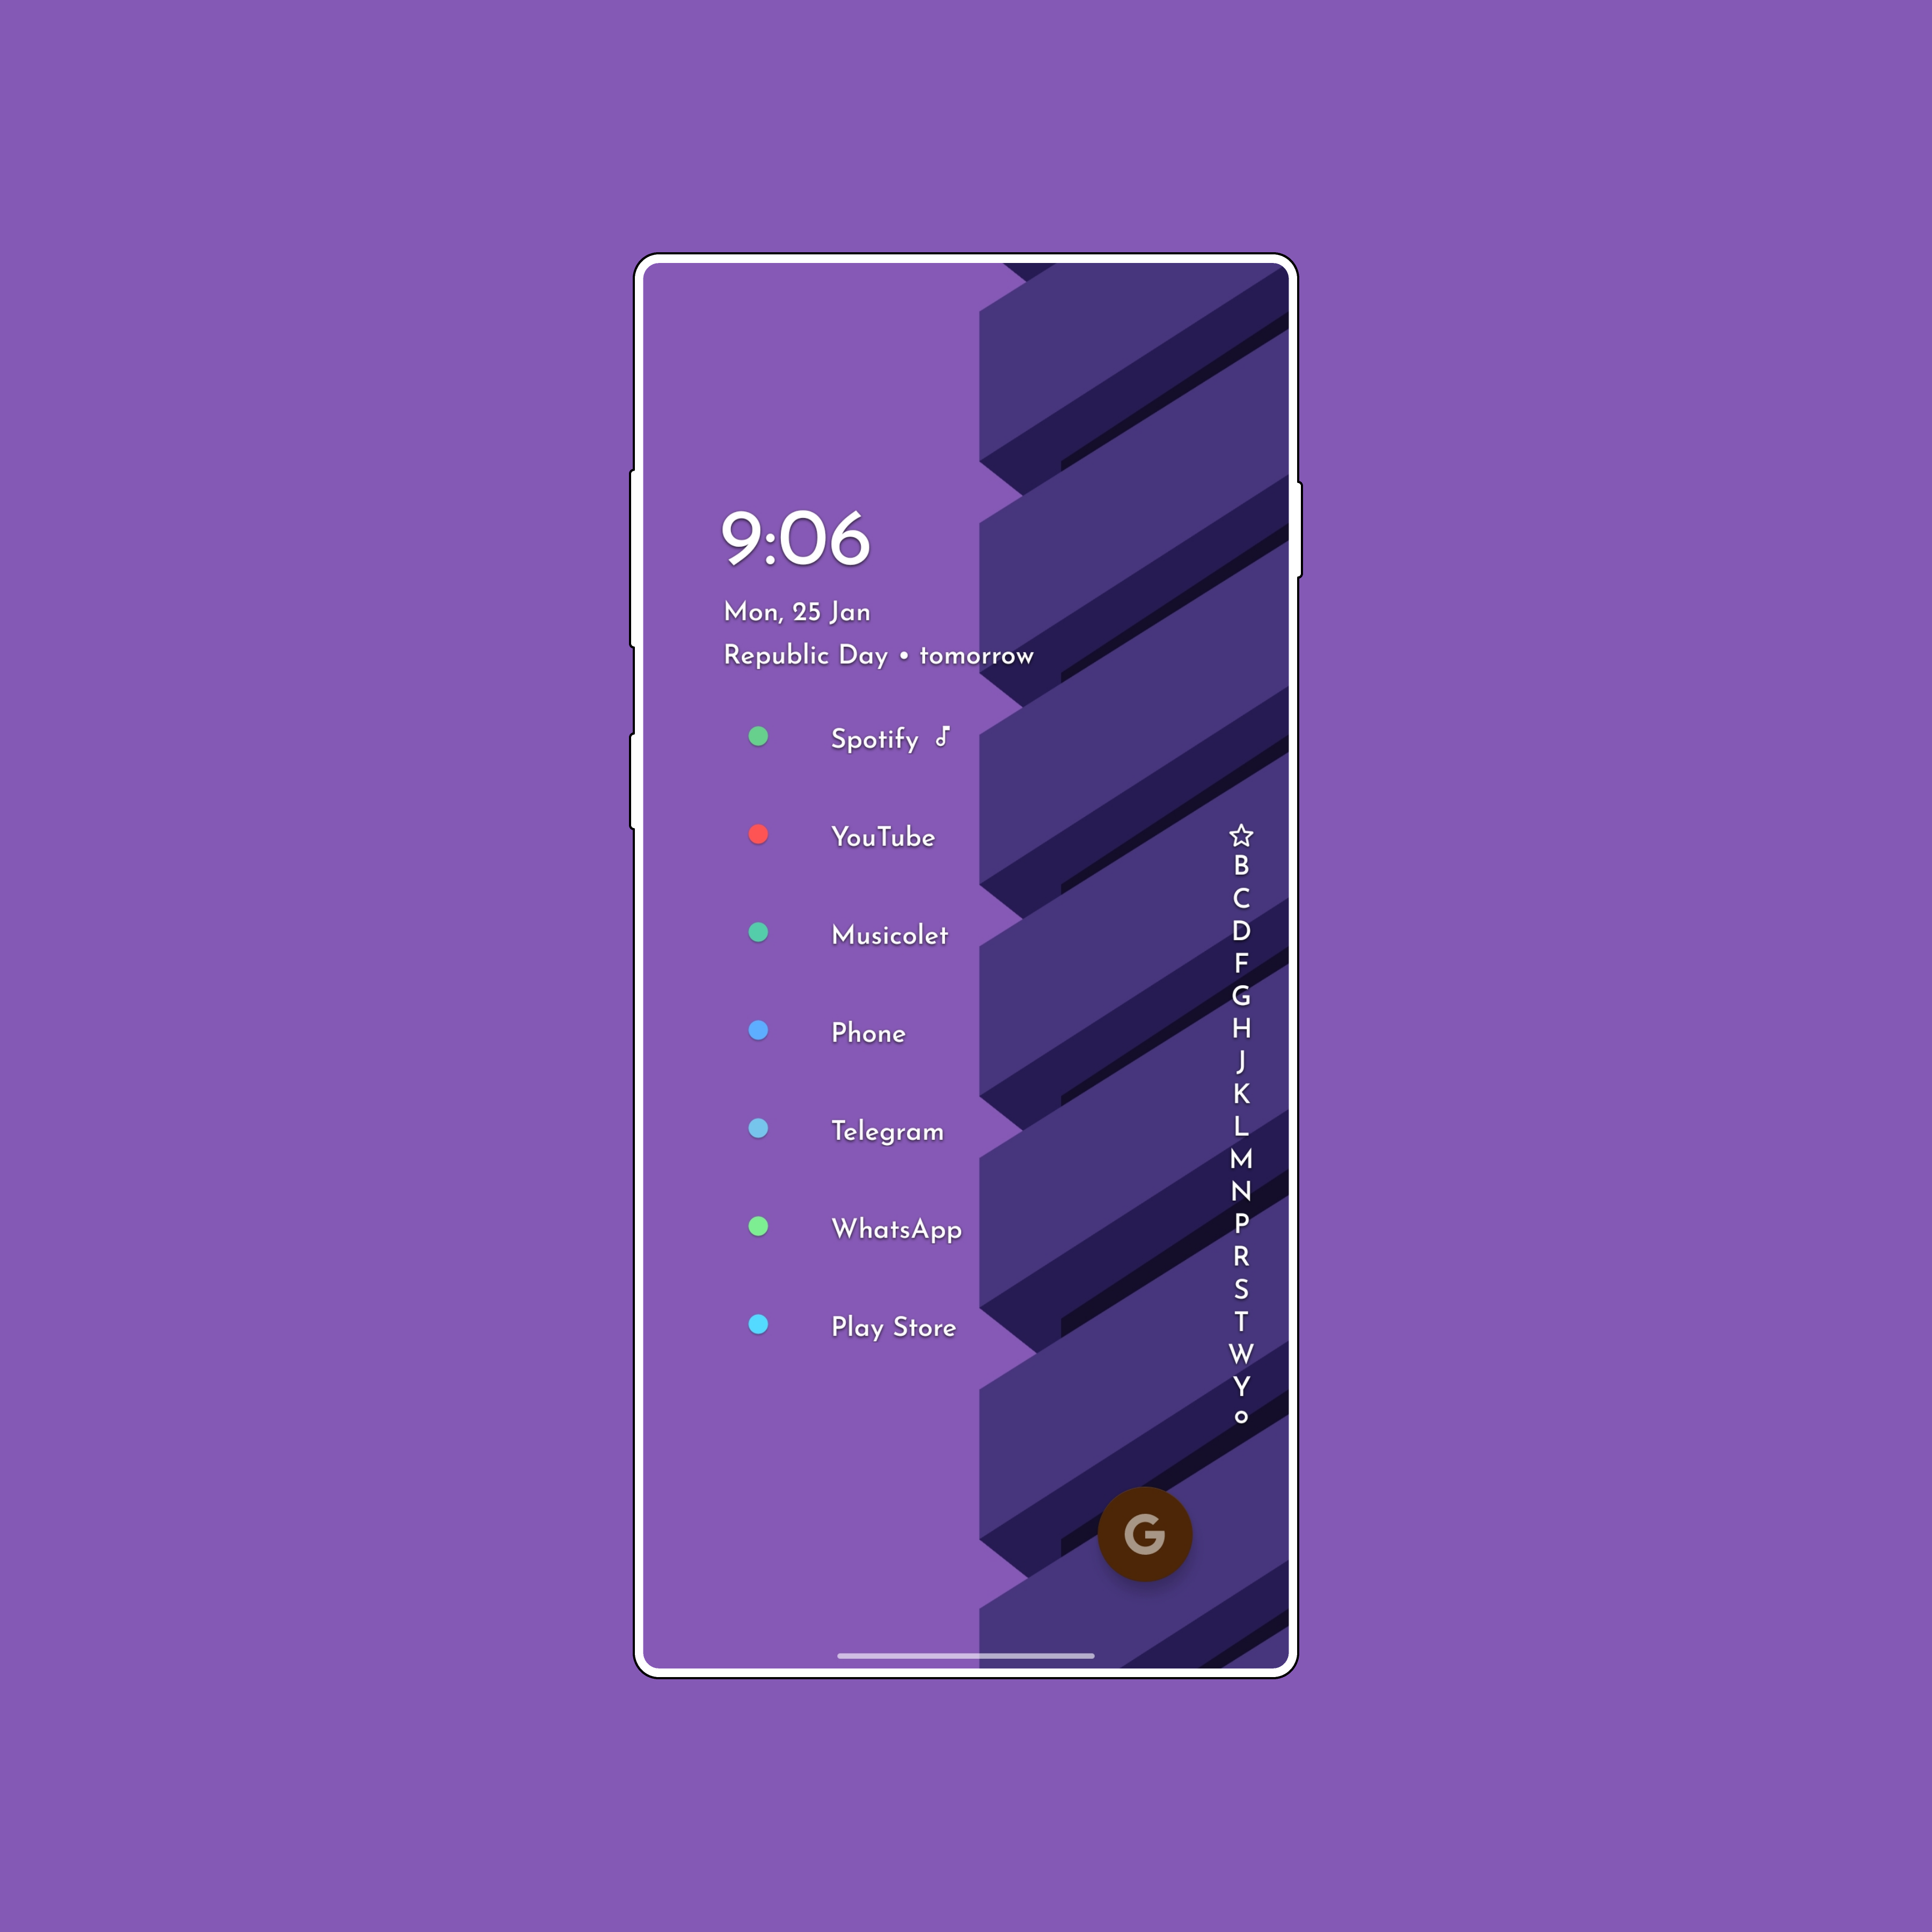 9:06
Mon, 25 Jan
Republic Day • tomorrow
Spotify
YouTube
Musicolet
Phone
Telegram
WhatsApp
Play Store
B
C
D
F
G
H
J
K
L
M
N
P
R
S
T
W
Y
G